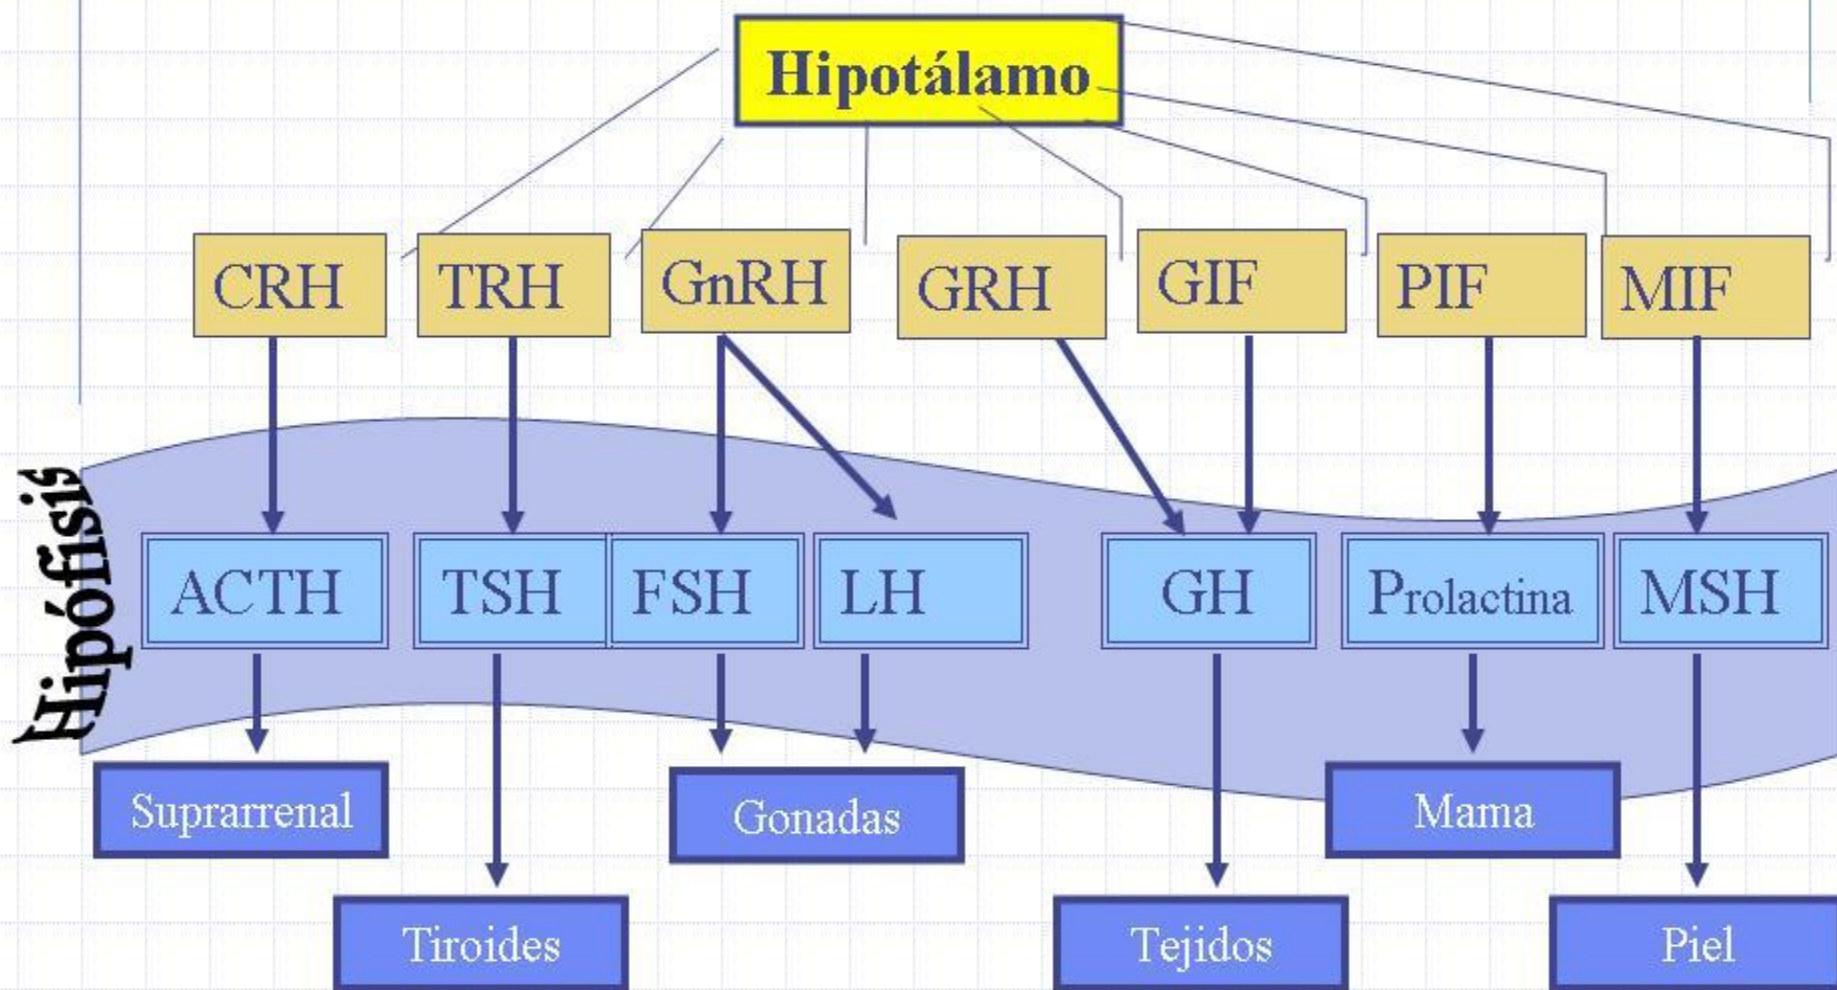 Hipotálamo
CRH
TRH
GnRH
GRH
GIF
PIF
MIF
Hipófisis
ACTH
TSH
FSH
LH
GH
Prolactina
MSH
Suprarrenal
Gonadas
Mama
Tiroides
Tejidos
Piel